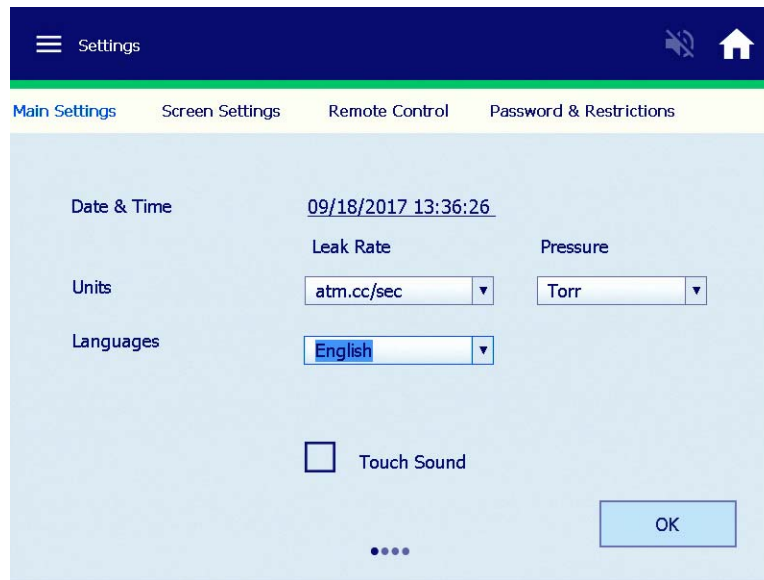 Settings
Main Settings Screen Settings Remote Control Password & Restrictions
Date & Time 09/18/2017 13:36:26
Leak Rate Pressure
Units atm.cc/sec Torr
Languages English
Touch Sound
OK